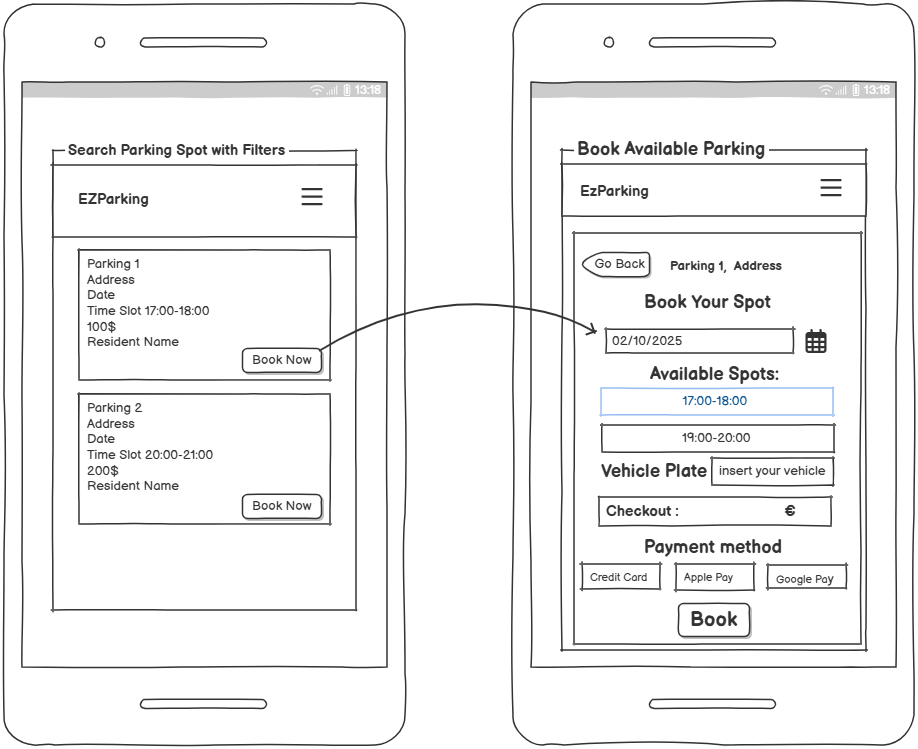 13:18
Search Parking Spot with Filters
EZParking
Parking 1
Address
Date
Time Slot 17:00-18:00
100$
Resident Name
Book Now
Parking 2
Address
Date
Time Slot 20:00-21:00
200$
Resident Name
Book Now
13:18
Book Available Parking
EzParking
Go Back
Parking 1, Address
Book Your Spot
02/10/2025
Available Spots:
17:00-18:00
19:00-20:00
Vehicle Plate insert your vehicle
Checkout : €
Payment method
Credit Card Apple Pay Google Pay
Book